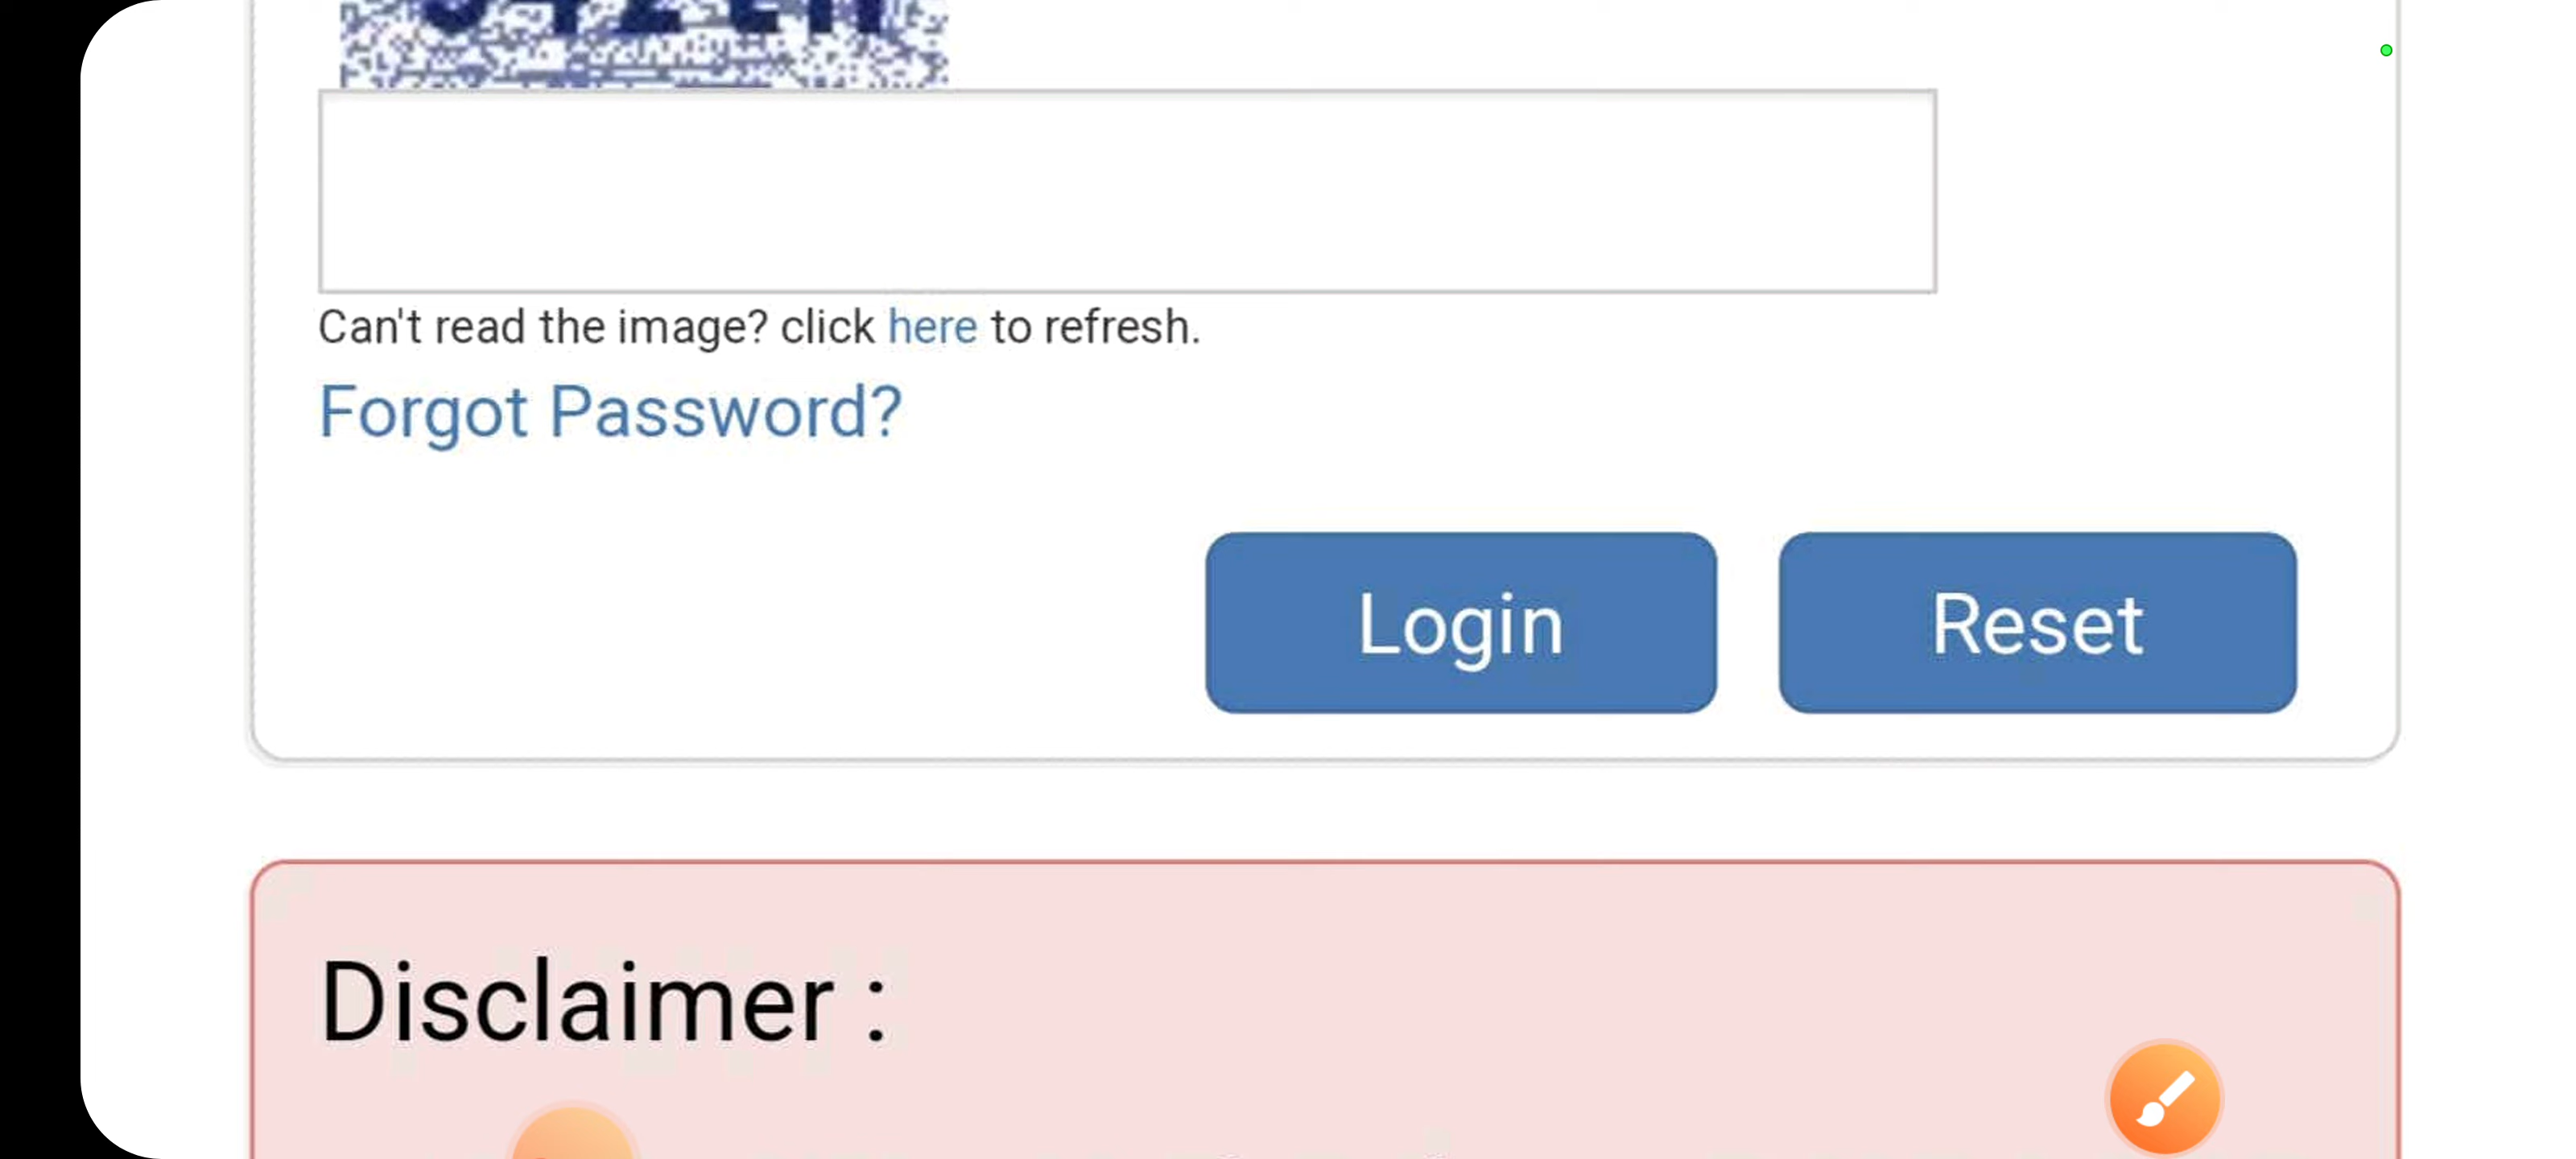 Can't read the image? click here to refresh.
Forgot Password?
Login
Reset
Disclaimer :